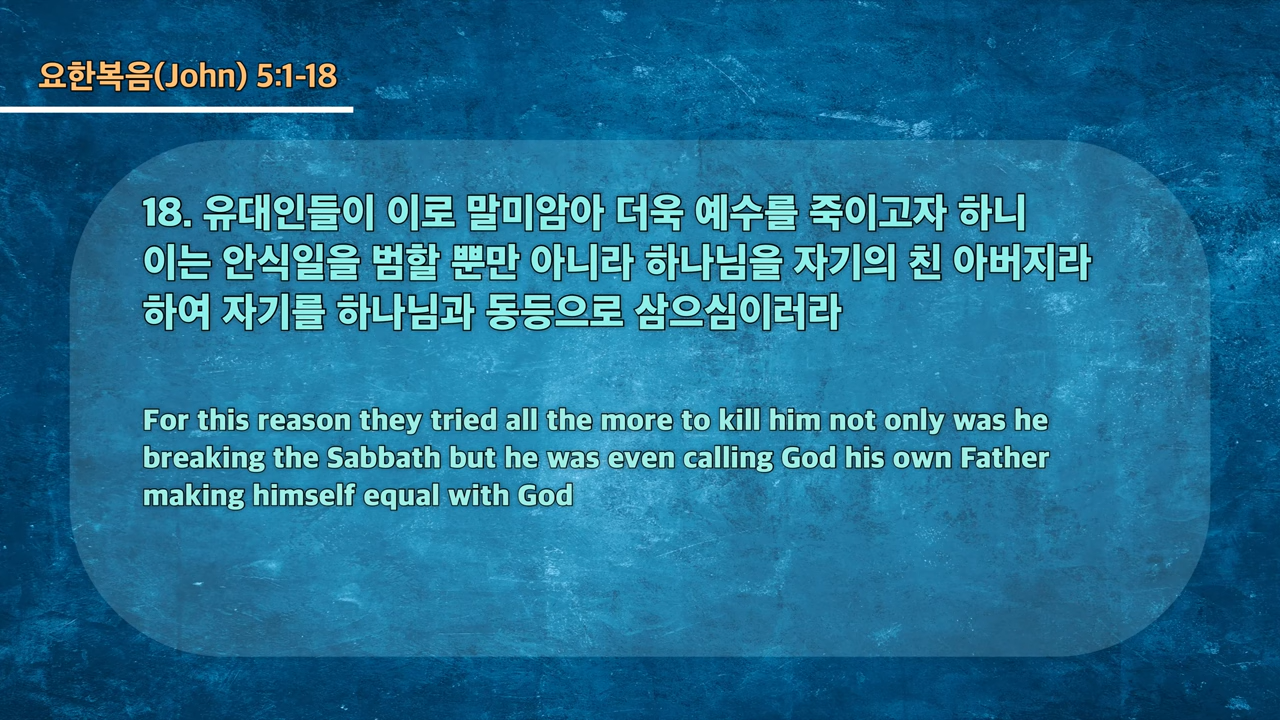 요한복음(John) 5:1-18
18. 유대인들이 이로 말미암아 더욱 예수를 죽이고자 하니
이는 안식일을 범할 뿐만 아니라 하나님을 자기의 친 아버지라
하여 자기를 하나님과 동등으로 삼으심이러라
For this reason they tried all the more to kill him not only was he
breaking the Sabbath but he was even calling God his own Father
making himself equal with God